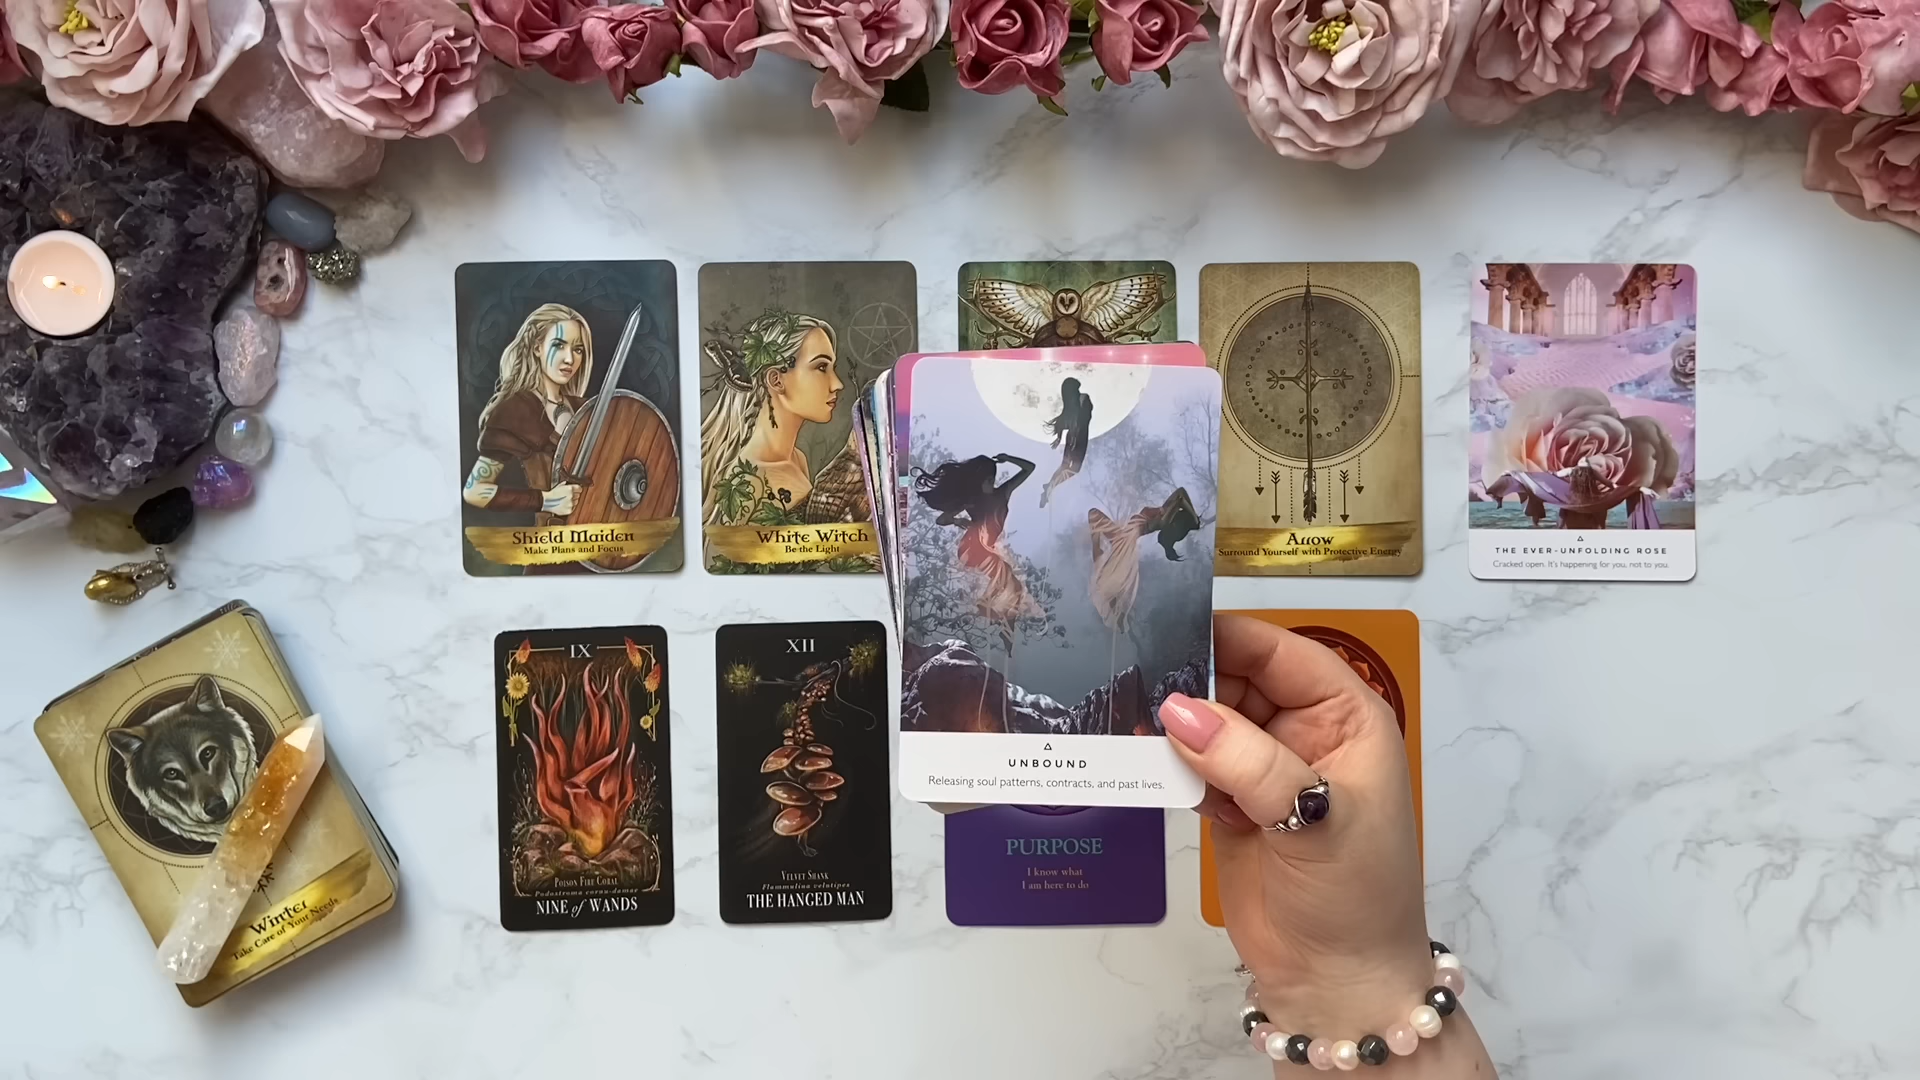 Shield Maiden
Make Plans and Focus
White Witch
Be the Light
Arrow
Surround Yourself with Protective Energy
THE EVER-UNFOLDING ROSE
Cracked open. It's happening for you, not to you.
UNBOUND
Releasing soul patterns, contracts, and past lives.
IX
POISON FIRE CORAL
Podostroma cornu-damae
NINE of WANDS
XII
VELVET SHANK
Flammulina velutipes
THE HANGED MAN
PURPOSE
I know what
I am here to do
Winter
Take Care of Your Needs